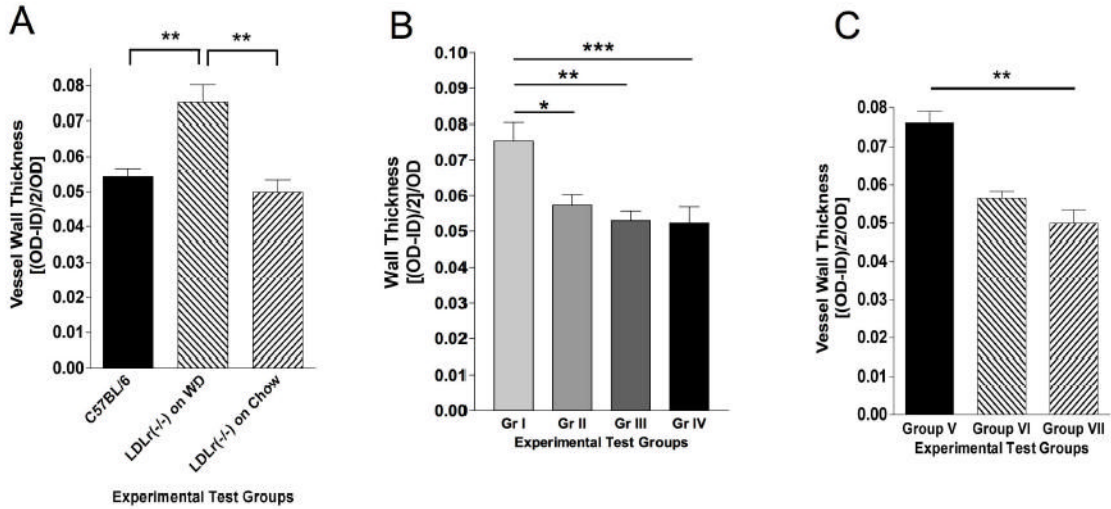 A
**
**
Vessel Wall Thickness
[(OD-ID)/2/OD]
0.08
0.07
0.06
0.05
0.04
0.03
0.02
0.01
0.00
C57BL/6
LDLr(-/-) on WD
LDLr(-/-) on Chow
Experimental Test Groups
B
***
**
*
Wall Thickness
[(OD-ID)/2]/OD
0.10
0.09
0.08
0.07
0.06
0.05
0.04
0.03
0.02
0.01
0.00
Gr I Gr II Gr III Gr IV
Experimental Test Groups
C
**
Vessel Wall Thickness
[(OD-ID)/2/OD]
0.08
0.07
0.06
0.05
0.04
0.03
0.02
0.01
0.00
Group V Group VI Group VII
Experimental Test Groups